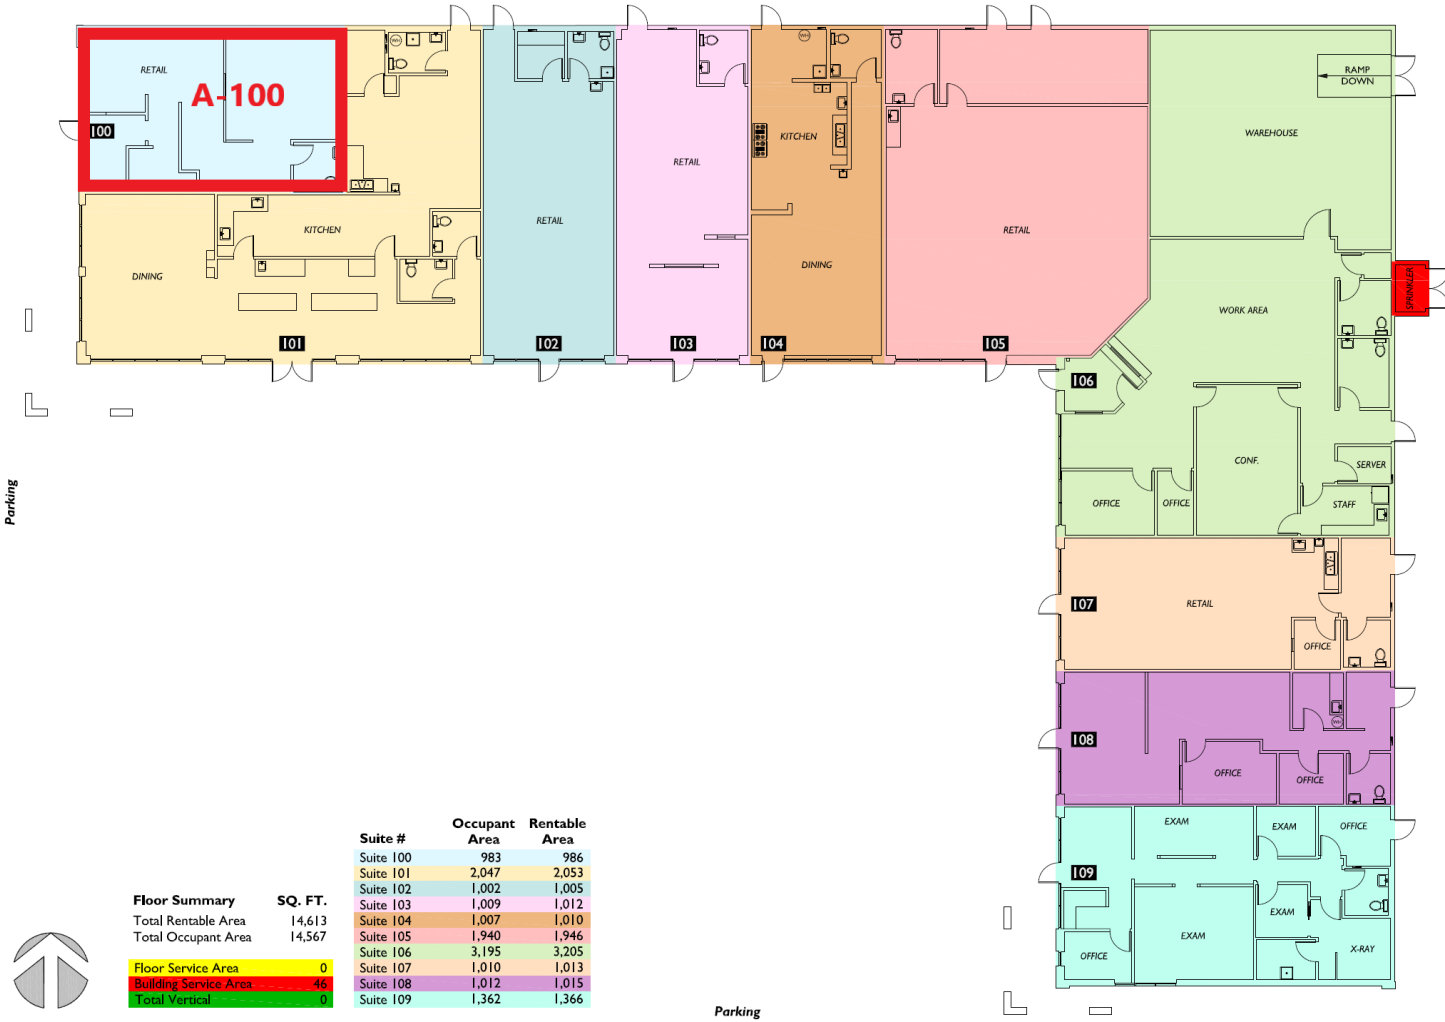 RETAIL
A-100
100
WH
KITCHEN
DINING
101
RETAIL
102
RETAIL
103
WH
KITCHEN
DINING
104
RETAIL
105
RAMP
DOWN
WAREHOUSE
SPRINKLER
WORK AREA
106
CONF.
SERVER
STAFF
OFFICE
OFFICE
RETAIL
107
OFFICE
WH
108
OFFICE
OFFICE
EXAM
EXAM
OFFICE
109
EXAM
EXAM
OFFICE
X-RAY
Parking
Parking
Floor Summary SQ. FT.
Total Rentable Area 14,613
Total Occupant Area 14,567
Floor Service Area 0
Building Service Area 46
Total Vertical 0
Occupant Rentable
Suite # Area Area
Suite 100 983 986
Suite 101 2,047 2,053
Suite 102 1,002 1,005
Suite 103 1,009 1,012
Suite 104 1,007 1,010
Suite 105 1,940 1,946
Suite 106 3,195 3,205
Suite 107 1,010 1,013
Suite 108 1,012 1,015
Suite 109 1,362 1,366